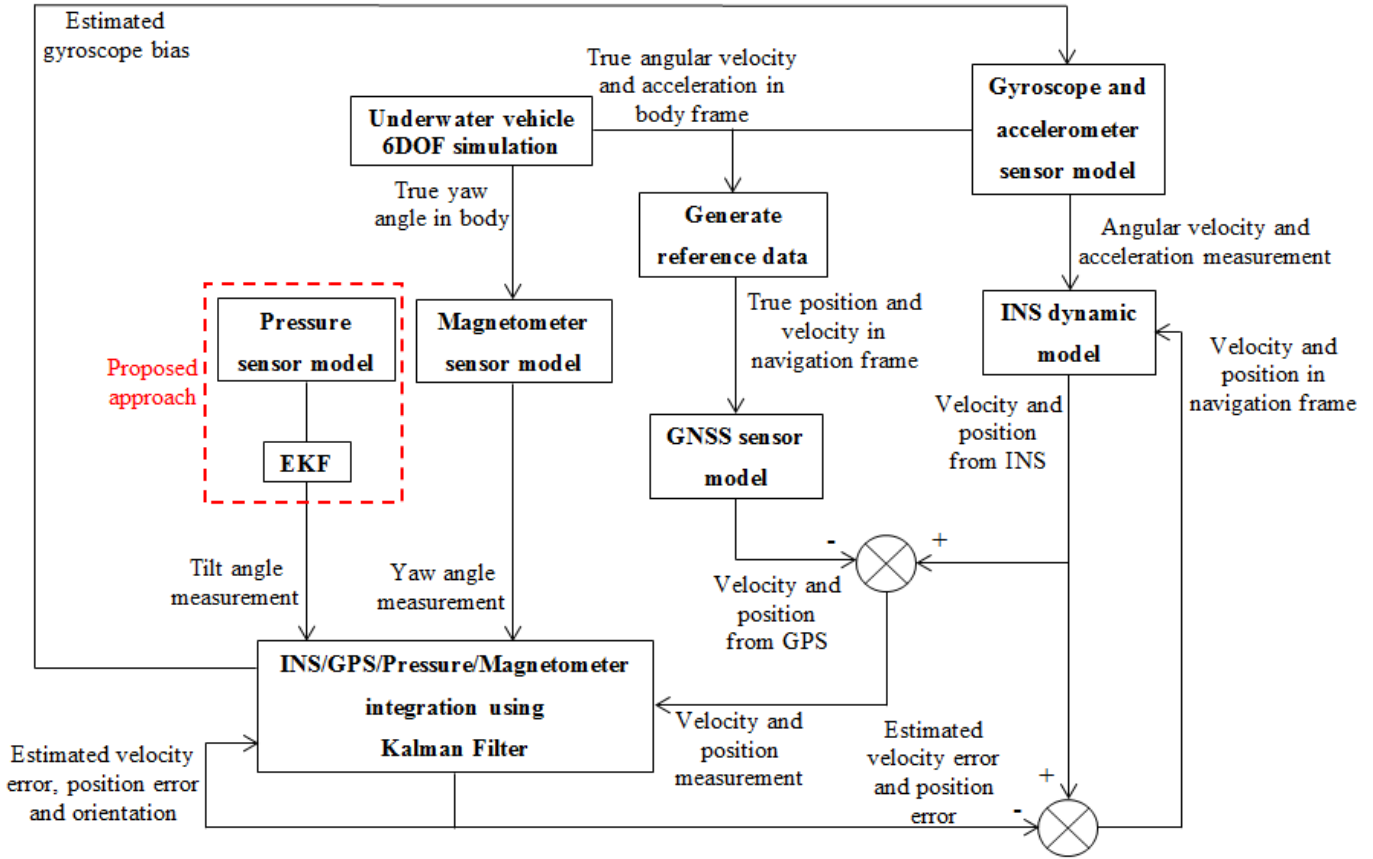 Estimated
gyroscope bias
True angular velocity
and acceleration in
body frame
Gyroscope and
accelerometer
sensor model
Underwater vehicle
6DOF simulation
True yaw
angle in body
Generate
reference data
Angular velocity and
acceleration measurement
Proposed
approach
Pressure
sensor model
EKF
Magnetometer
sensor model
True position and
velocity in
navigation frame
INS dynamic
model
Velocity and
position in
navigation frame
GNSS sensor
model
Velocity and
position
from INS
-
+
Tilt angle
measurement
Yaw angle
measurement
Velocity and
position
from GPS
INS/GPS/Pressure/Magnetometer
integration using
Kalman Filter
Velocity and
position
measurement
Estimated velocity
error, position error
and orientation
Estimated
velocity error
and position
error
+
-